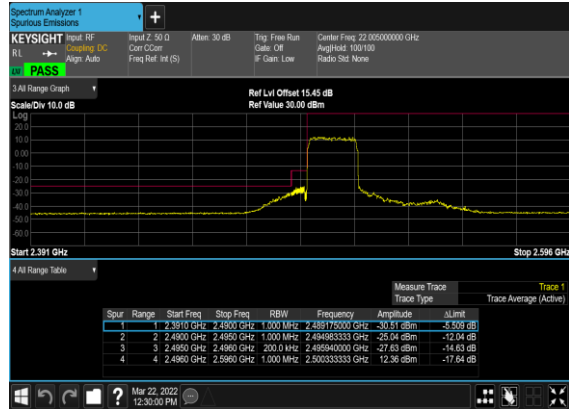 Spectrum Analyzer 1
Spurious Emissions
KEYSIGHT Input: RF Input Z: 50 Ω Atten: 30 dB Trig: Free Run Center Freq: 22.005000000 GHz
RL Coupling: DC Corr CCorr Gate: Off Avg|Hold: 100/100
Align: Auto Freq Ref: Int (S) IF Gain: Low Radio Std: None
PASS
3 All Range Graph
Ref Lvl Offset 15.45 dB
Scale/Div 10.0 dB Ref Value 30.00 dBm
Log
20.0
10.0
0.00
-10.0
-20.0
-30.0
-40.0
-50.0
-60.0
Start 2.391 GHz Stop 2.596 GHz
4 All Range Table
Measure Trace Trace 1
Trace Type Trace Average (Active)
Spur Range Start Freq Stop Freq RBW Frequency Amplitude ΔLimit
1 1 2.3910 GHz 2.4900 GHz 1.000 MHz 2.489175000 GHz -30.51 dBm -5.509 dB
2 2 2.4900 GHz 2.4950 GHz 1.000 MHz 2.494983333 GHz -25.04 dBm -12.04 dB
3 3 2.4950 GHz 2.4960 GHz 200.0 kHz 2.495940000 GHz -27.63 dBm -14.63 dB
4 4 2.4960 GHz 2.5960 GHz 1.000 MHz 2.500333333 GHz 12.36 dBm -17.64 dB
? Mar 22, 2022
12:30:00 PM